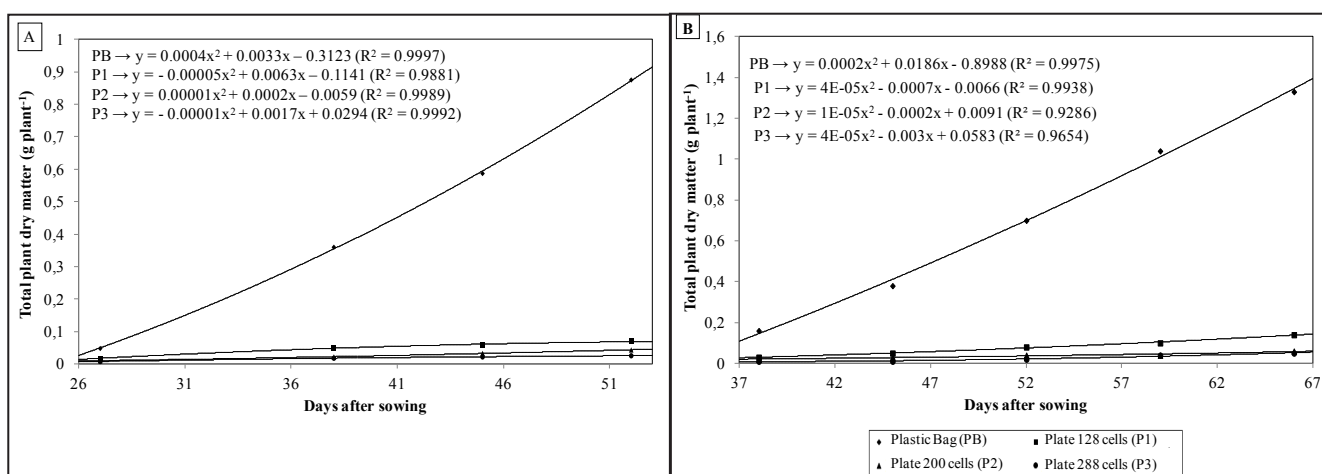 A
PB → y = 0.0004x² + 0.0033x – 0.3123 (R² = 0.9997)
P1 → y = - 0.00005x² + 0.0063x – 0.1141 (R² = 0.9881)
P2 → y = 0.00001x² + 0.0002x – 0.0059 (R² = 0.9989)
P3 → y = - 0.00001x² + 0.0017x + 0.0294 (R² = 0.9992)
Total plant dry matter (g plant⁻¹)
1
0,9
0,8
0,7
0,6
0,5
0,4
0,3
0,2
0,1
0
26 31 36 41 46 51
Days after sowing
B
PB → y = 0.0002x² + 0.0186x - 0.8988 (R² = 0.9975)
P1 → y = 4E-05x² - 0.0007x - 0.0066 (R² = 0.9938)
P2 → y = 1E-05x² - 0.0002x + 0.0091 (R² = 0.9286)
P3 → y = 4E-05x² - 0.003x + 0.0583 (R² = 0.9654)
Total plant dry matter (g plant⁻¹)
1,6
1,4
1,2
1
0,8
0,6
0,4
0,2
0
37 42 47 52 57 62 67
Days after sowing
Plastic Bag (PB) Plate 128 cells (P1)
Plate 200 cells (P2) Plate 288 cells (P3)